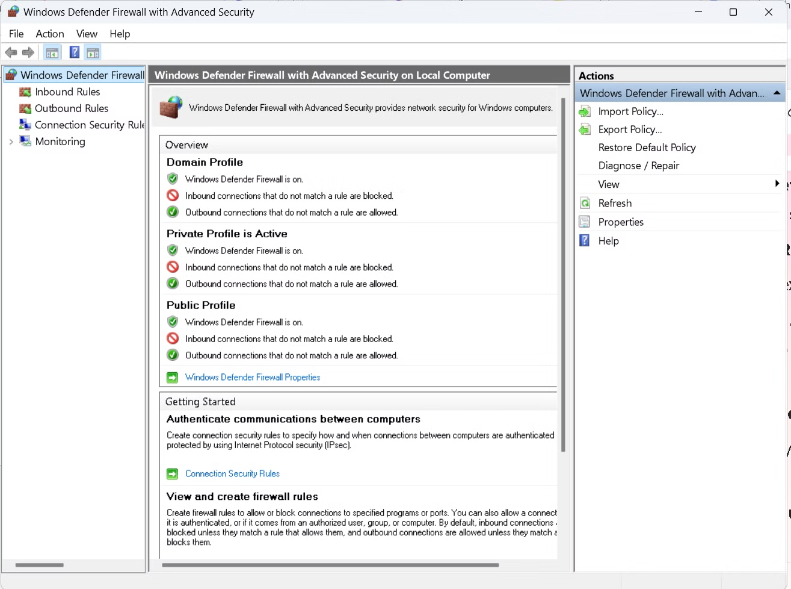 Windows Defender Firewall with Advanced Security
File Action View Help
Windows Defender Firewall
Inbound Rules
Outbound Rules
Connection Security Rule
Monitoring
Windows Defender Firewall with Advanced Security on Local Computer
Windows Defender Firewall with Advanced Security provides network security for Windows computers.
Overview
Domain Profile
Windows Defender Firewall is on.
Inbound connections that do not match a rule are blocked.
Outbound connections that do not match a rule are allowed.
Private Profile is Active
Windows Defender Firewall is on.
Inbound connections that do not match a rule are blocked.
Outbound connections that do not match a rule are allowed.
Public Profile
Windows Defender Firewall is on.
Inbound connections that do not match a rule are blocked.
Outbound connections that do not match a rule are allowed.
Windows Defender Firewall Properties
Getting Started
Authenticate communications between computers
Create connection security rules to specify how and when connections between computers are authenticated
protected by using Internet Protocol security (IPsec).
Connection Security Rules
View and create firewall rules
Create firewall rules to allow or block connections to specified programs or ports. You can also allow a connect
it is authenticated, or if it comes from an authorized user, group, or computer. By default, inbound connections
blocked unless they match a rule that allows them, and outbound connections are allowed unless they match a
blocks them.
Actions
Windows Defender Firewall with Advan...
Import Policy...
Export Policy...
Restore Default Policy
Diagnose / Repair
View
Refresh
Properties
Help